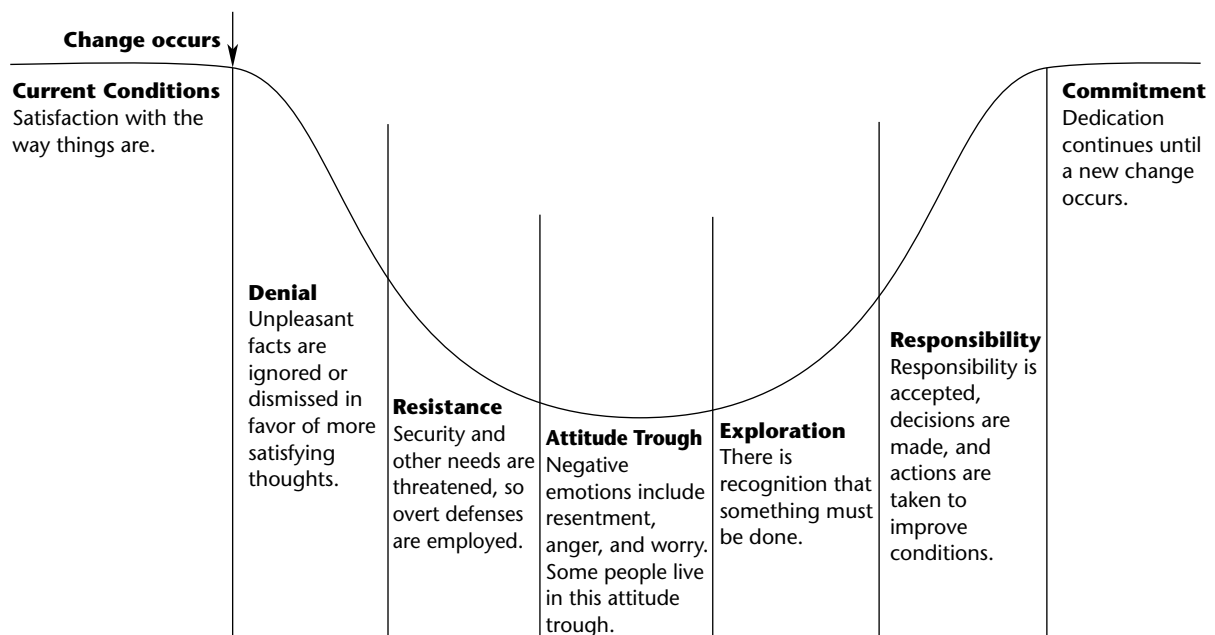 Change occurs
Current Conditions
Satisfaction with the
way things are.
Denial
Unpleasant
facts are
ignored or
dismissed in
favor of more
satisfying
thoughts.
Resistance
Security and
other needs are
threatened, so
overt defenses
are employed.
Attitude Trough
Negative
emotions include
resentment,
anger, and worry.
Some people live
in this attitude
trough.
Exploration
There is
recognition that
something must
be done.
Responsibility
Responsibility is
accepted,
decisions are
made, and
actions are
taken to
improve
conditions.
Commitment
Dedication
continues until
a new change
occurs.